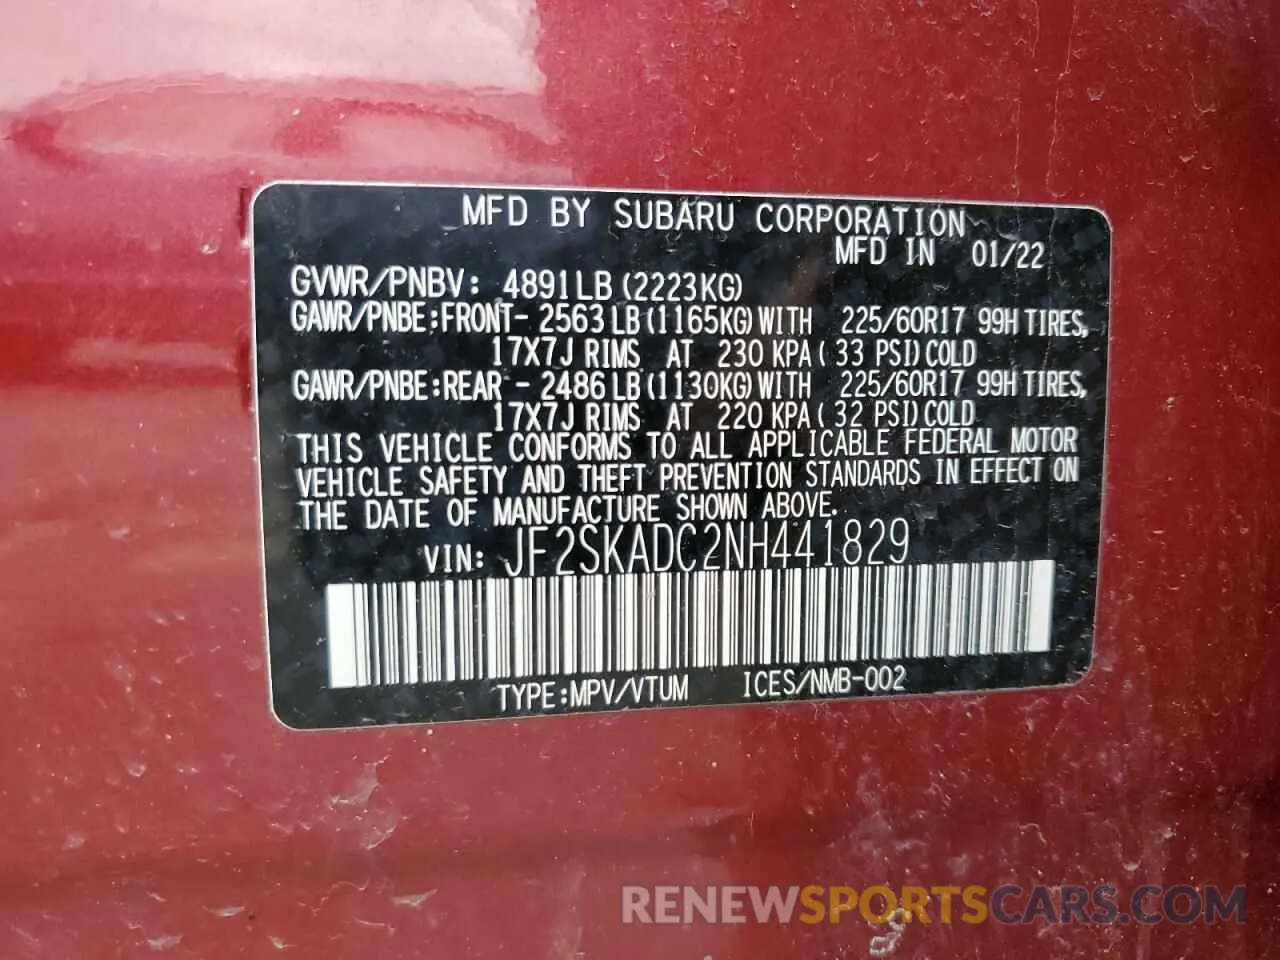 MFD BY SUBARU CORPORATION
MFD IN 01/22
GVWR/PNBV: 4891LB (2223KG)
GAWR/PNBE:FRONT- 2563 LB(1165KG)WITH 225/60R17 99H TIRES,
17X7J RIMS AT 230 KPA( 33 PSI)COLD
GAWR/PNBE:REAR - 2486 LB(1130KG)WITH 225/60R17 99H TIRES,
17X7J RIMS AT 220 KPA( 32 PSI)COLD
THIS VEHICLE CONFORMS TO ALL APPLICABLE FEDERAL MOTOR
VEHICLE SAFETY AND THEFT PREVENTION STANDARDS IN EFFECT ON
THE DATE OF MANUFACTURE SHOWN ABOVE.
VIN: JF2SKADC2NH441829
TYPE:MPV/VTUM ICES/NMB-002
RENEWSPORTSCARS.COM